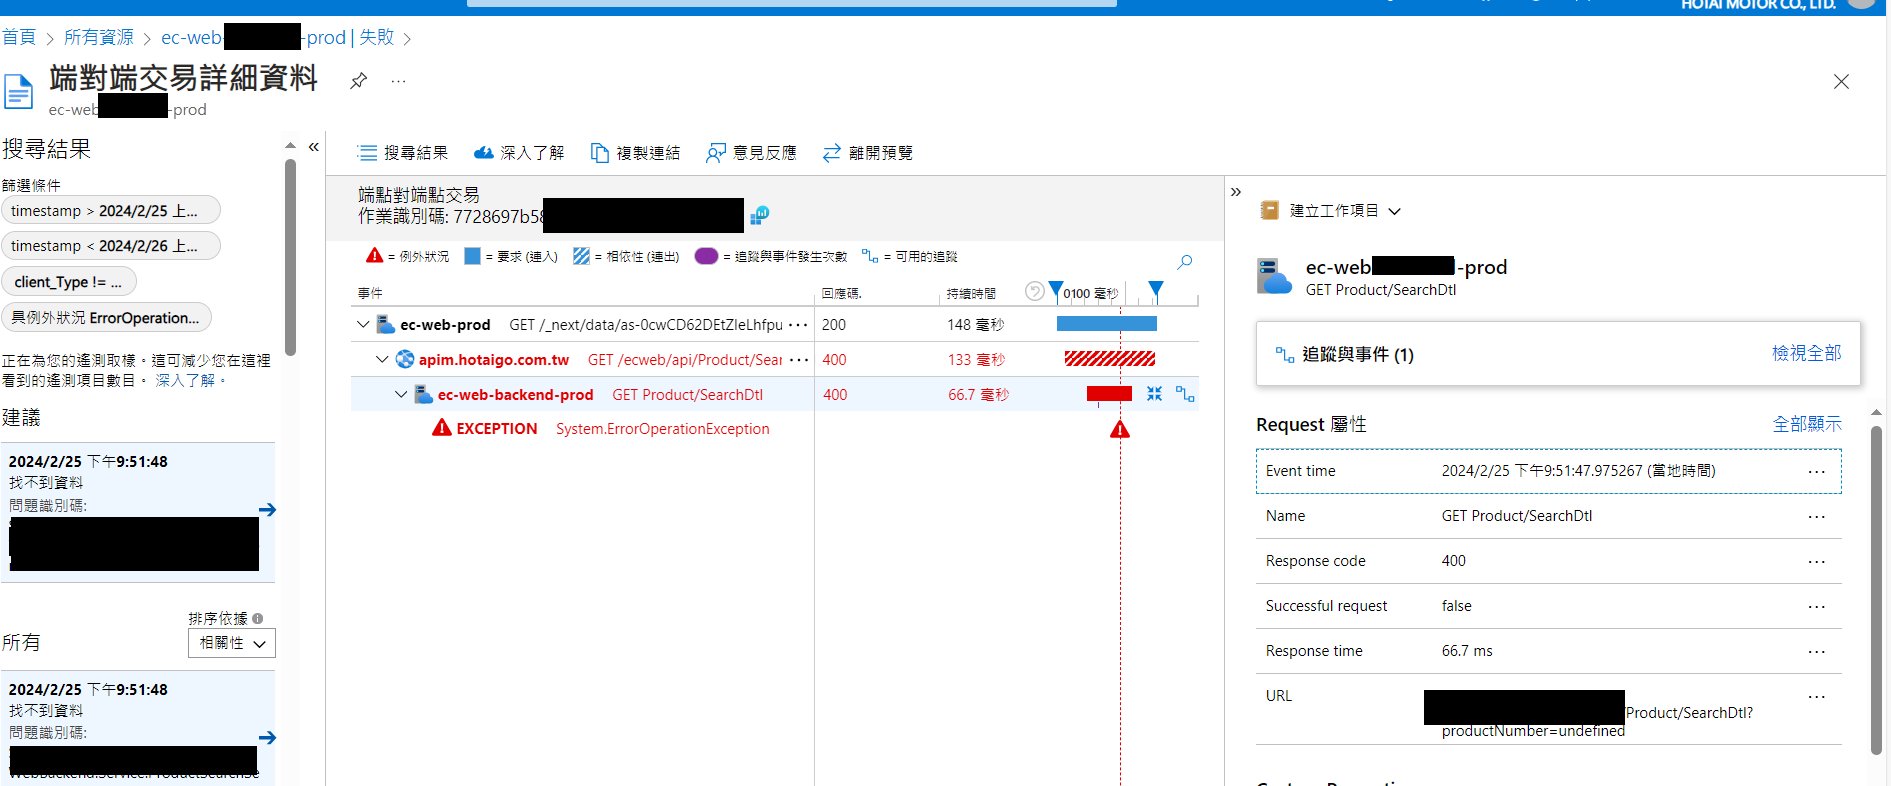 HOTAI MOTOR CO., LTD.
首頁 > 所有資源 > ec-web- -prod | 失敗 >
端對端交易詳細資料
...
ec-web -prod
搜尋結果
篩選條件
timestamp > 2024/2/25 上...
timestamp < 2024/2/26 上...
client_Type != ...
具例外狀況 ErrorOperation...
正在為您的遙測取樣。這可減少您在這裡
看到的遙測項目數目。 深入了解。
建議
2024/2/25 下午9:51:48
找不到資料
問題識別碼:
排序依據
所有
相關性
2024/2/25 下午9:51:48
找不到資料
問題識別碼:
WebBackend.Service.ProductSearchSe
«
搜尋結果 深入了解 複製連結 意見反應 離開預覽
端點對端點交易
作業識別碼: 7728697b58
= 例外狀況 = 要求 (連入) = 相依性 (連出) = 追蹤與事件發生次數 = 可用的追蹤
事件 回應碼. 持續時間 0100 毫秒
ec-web-prod GET /_next/data/as-0cwCD62DEtZIeLhfpu ... 200 148 毫秒
apim.hotaigo.com.tw GET /ecweb/api/Product/Sear ... 400 133 毫秒
ec-web-backend-prod GET Product/SearchDtl 400 66.7 毫秒
EXCEPTION System.ErrorOperationException
»
建立工作項目
ec-web -prod
GET Product/SearchDtl
追蹤與事件 (1) 檢視全部
Request 屬性 全部顯示
Event time 2024/2/25 下午9:51:47.975267 (當地時間) ...
Name GET Product/SearchDtl ...
Response code 400 ...
Successful request false ...
Response time 66.7 ms ...
URL /Product/SearchDtl? ...
productNumber=undefined